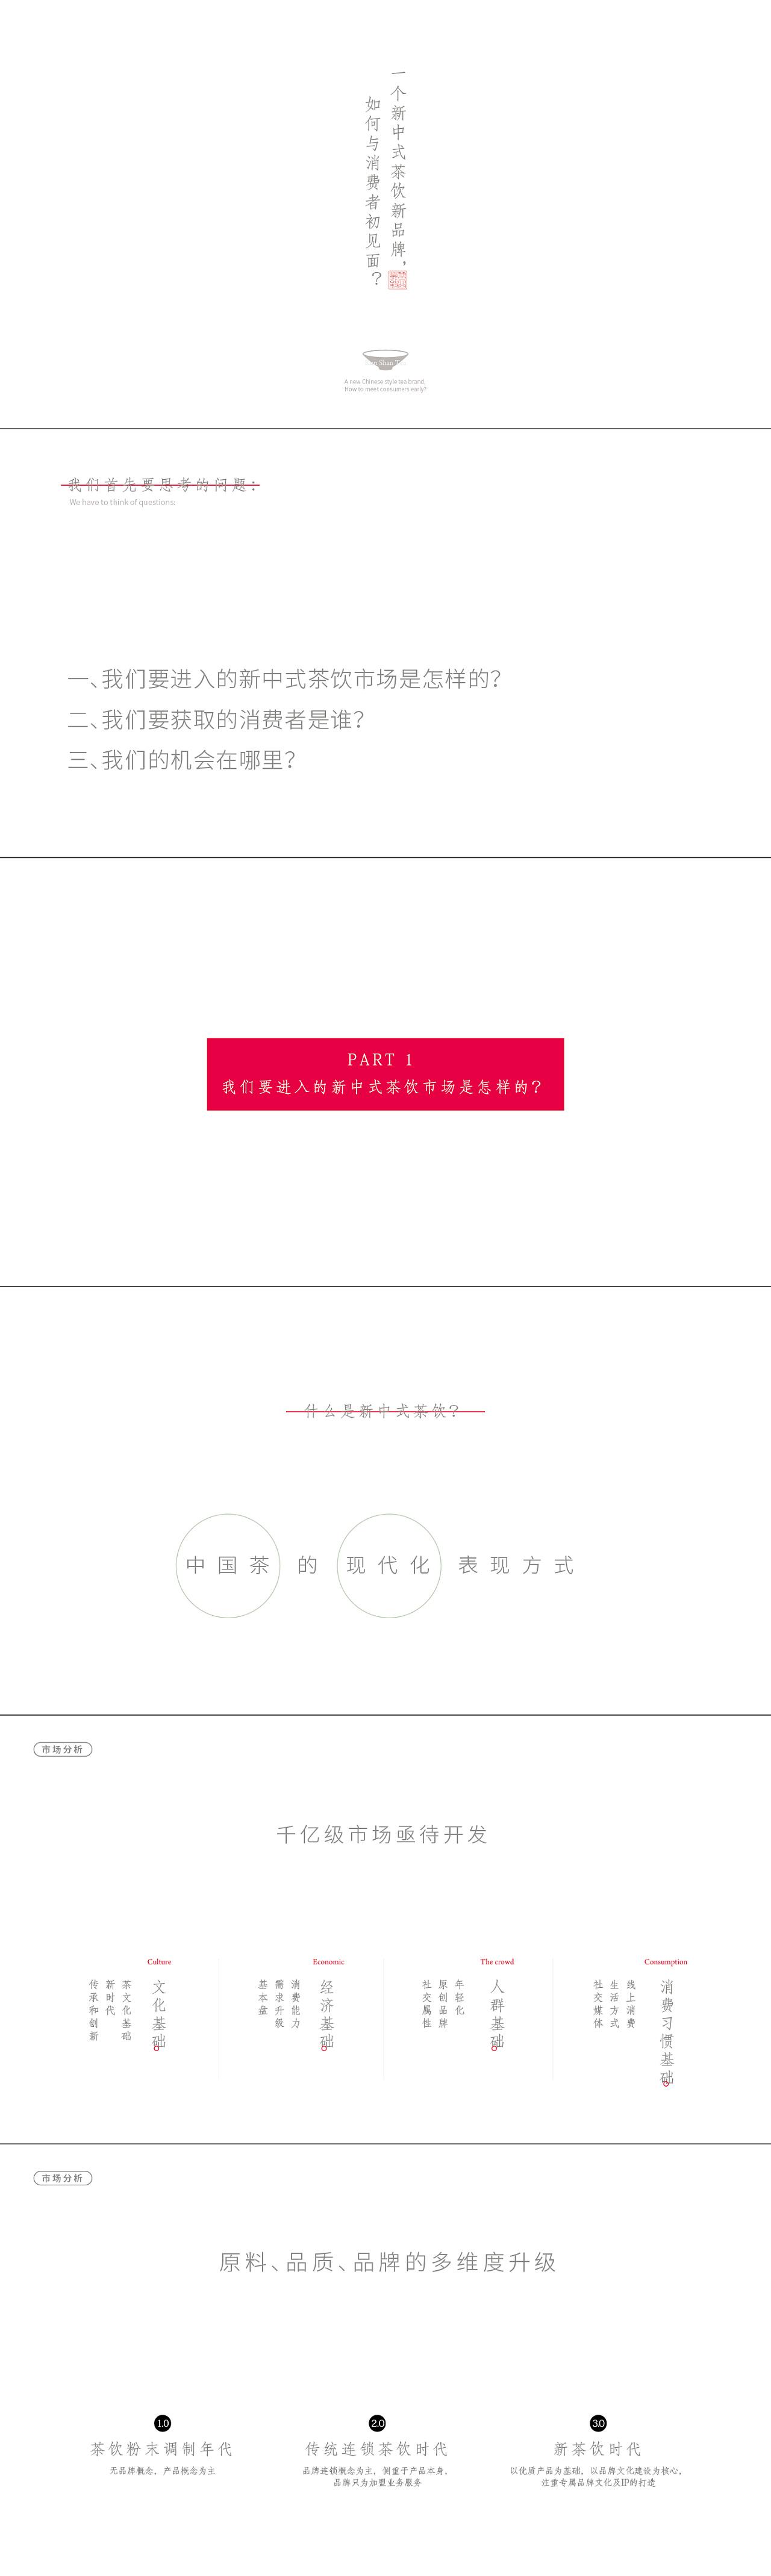 一个新中式茶饮新品牌，
如何与消费者初见面？
Shan
A new Chinese style tea brand,
How to meet consumers early?
我们首先要思考的问题：
We have to think of questions:
一、我们要进入的新中式茶饮市场是怎样的?
二、我们要获取的消费者是谁?
三、我们的机会在哪里?
PART 1
我们要进入的新中式茶饮市场是怎样的?
什么是新中式茶饮?
中国茶的现代化表现方式
市场分析
千亿级市场亟待开发
Culture
文化基础
茶文化基础
新时代
传承和创新
Economic
经济基础
消费能力
需求升级
基本盘
The crowd
人群基础
年轻化
原创品牌
社交属性
Consumption
消费习惯基础
线上消费
生活方式
社交媒体
市场分析
原料、品质、品牌的多维度升级
1.0
茶饮粉末调制年代
无品牌概念，产品概念为主
2.0
传统连锁茶饮时代
品牌连锁概念为主，侧重于产品本身，
品牌只为加盟业务服务
3.0
新茶饮时代
以优质产品为基础，以品牌文化建设为核心，
注重专属品牌文化及IP的打造